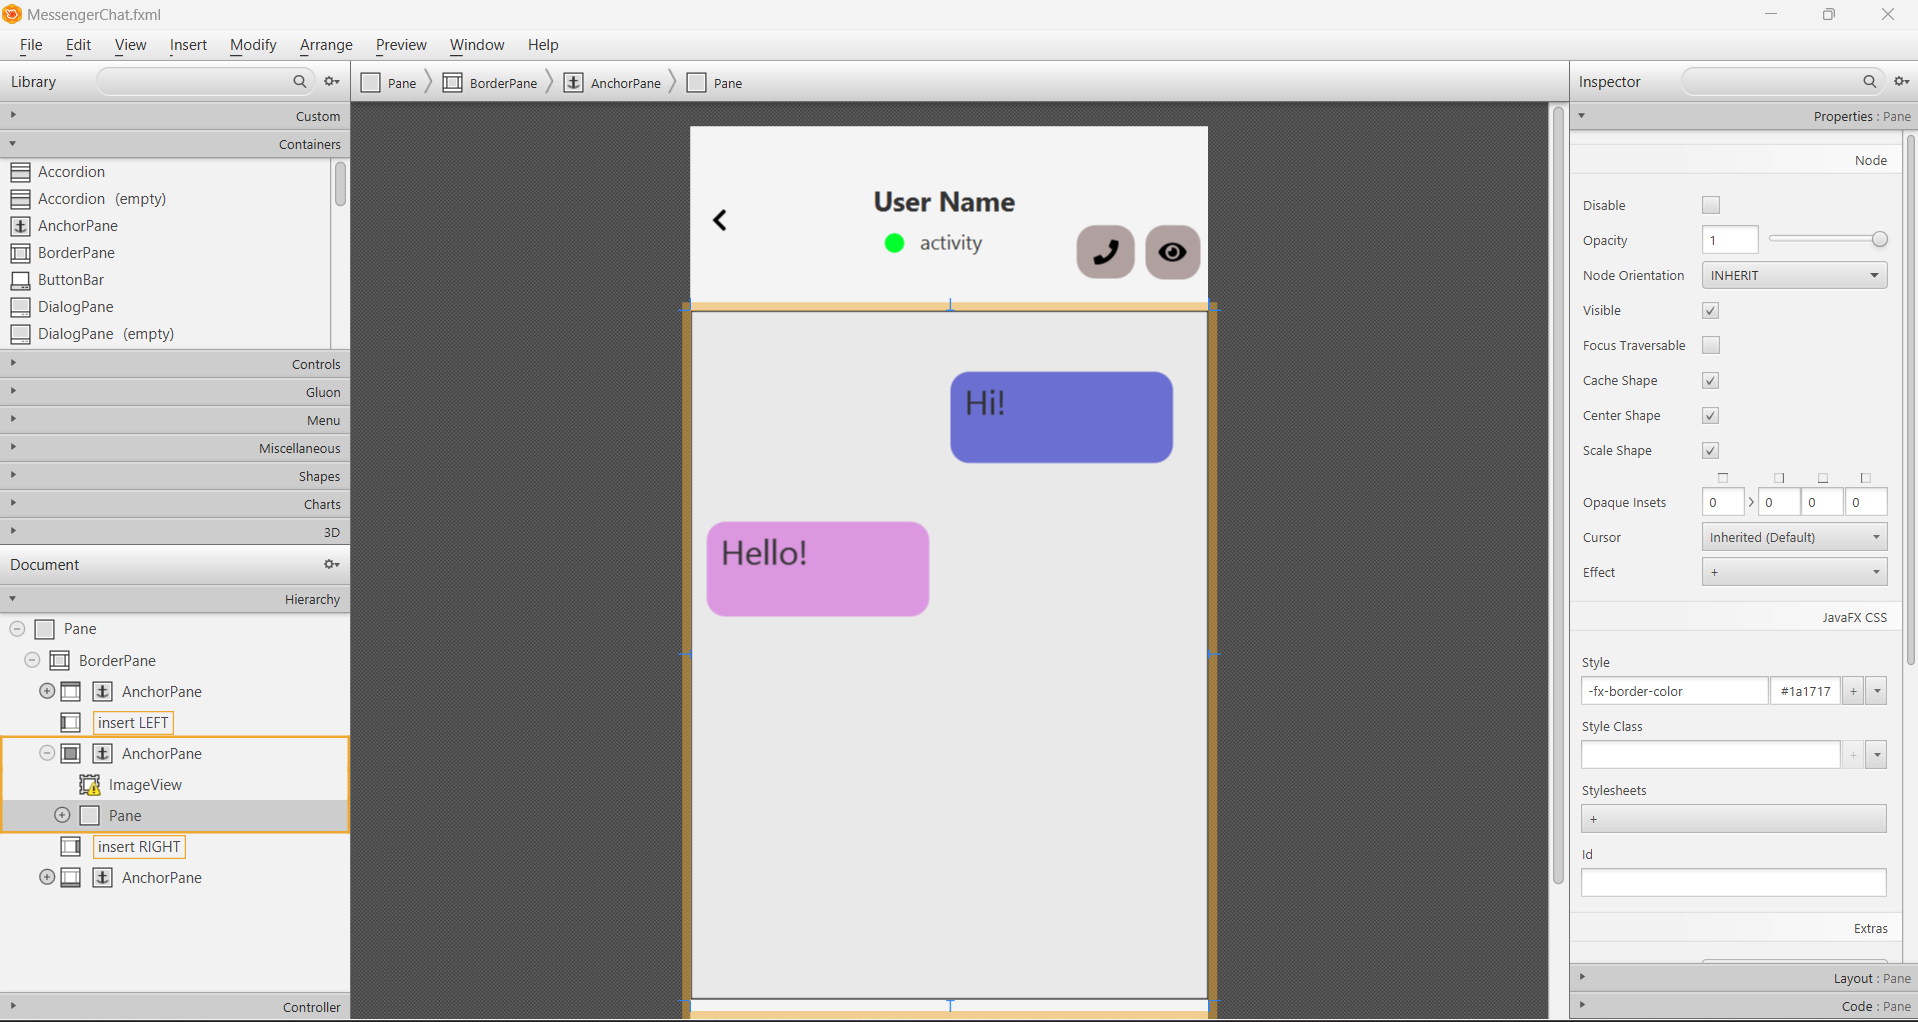 MessengerChat.fxml
File Edit View Insert Modify Arrange Preview Window Help
Library
Custom
Containers
Accordion
Accordion (empty)
AnchorPane
BorderPane
ButtonBar
DialogPane
DialogPane (empty)
Controls
Gluon
Menu
Miscellaneous
Shapes
Charts
3D
Document
Hierarchy
Pane
BorderPane
AnchorPane
insert LEFT
AnchorPane
ImageView
Pane
insert RIGHT
AnchorPane
Controller
Pane BorderPane AnchorPane Pane
User Name
activity
Hi!
Hello!
Inspector
Properties : Pane
Node
Disable
Opacity 1
Node Orientation INHERIT
Visible
Focus Traversable
Cache Shape
Center Shape
Scale Shape
Opaque Insets 0 > 0 0 0
Cursor Inherited (Default)
Effect +
JavaFX CSS
Style
-fx-border-color #1a1717 +
Style Class
+
Stylesheets
+
Id
Extras
Layout : Pane
Code : Pane